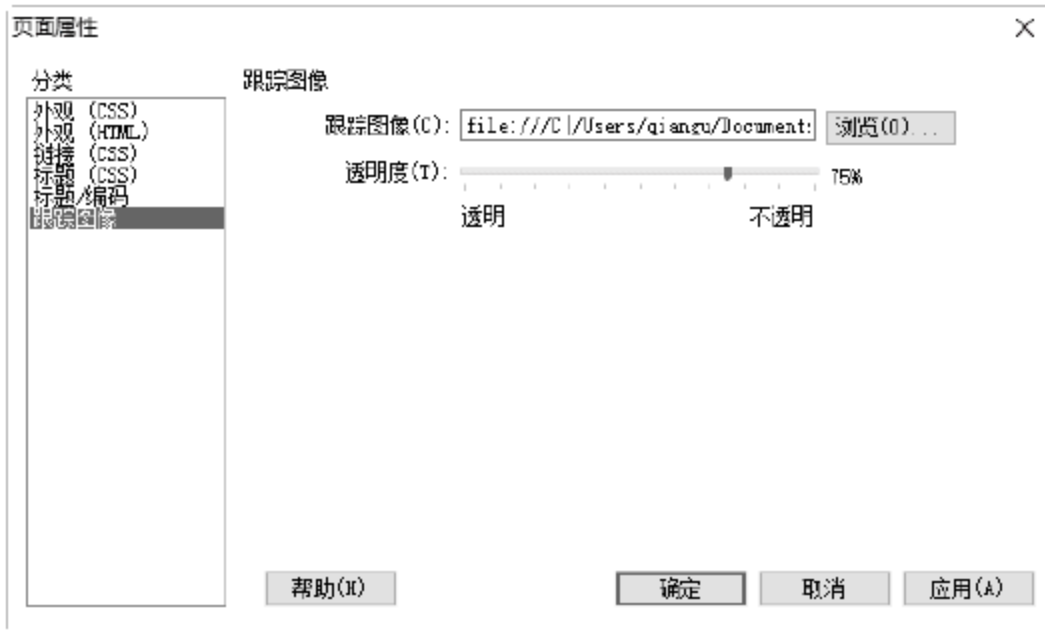 页面属性
分类
外观 (CSS)
外观 (HTML)
链接 (CSS)
标题 (CSS)
标题/编码
跟踪图像
跟踪图像
跟踪图像(C): file:///C|/Users/qiangu/Document: 浏览(O)...
透明度(T): 75%
透明 不透明
帮助(H) 确定 取消 应用(A)